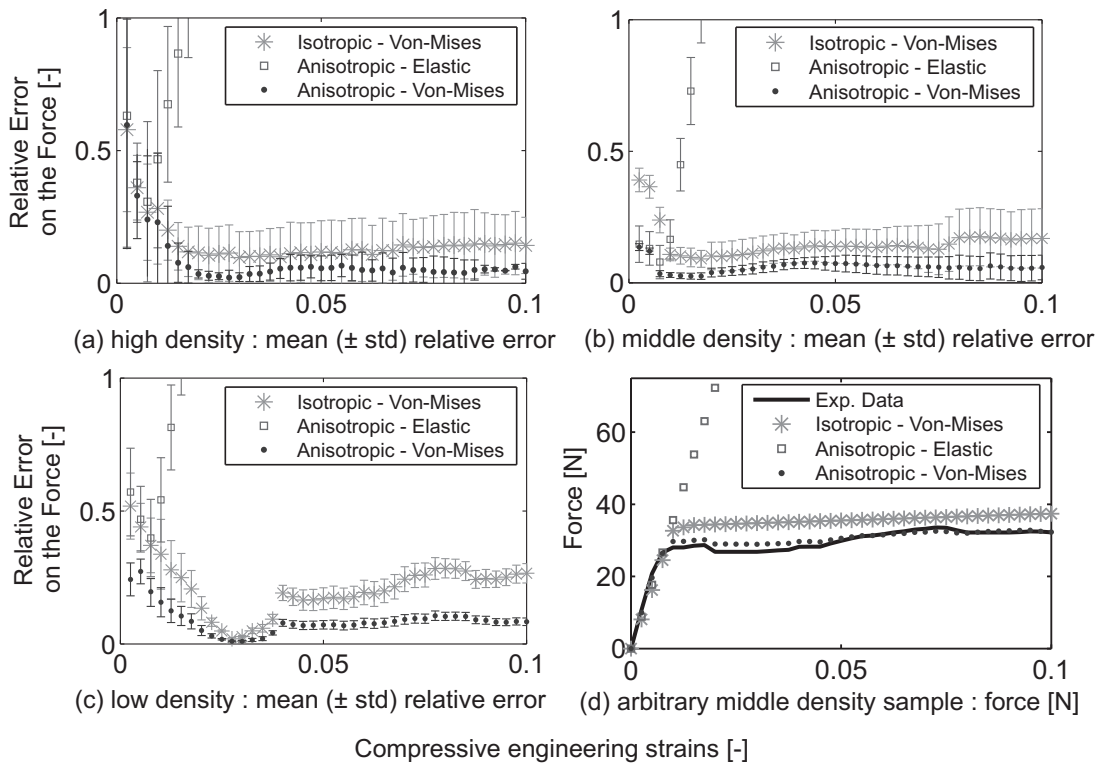 1
0.5
0
0
0.05
0.1
Relative Error
on the Force [-]
Isotropic - Von-Mises
Anisotropic - Elastic
Anisotropic - Von-Mises
(a) high density : mean (± std) relative error
1
0.5
0
0
0.05
0.1
Isotropic - Von-Mises
Anisotropic - Elastic
Anisotropic - Von-Mises
(b) middle density : mean (± std) relative error
1
0.5
0
0
0.05
0.1
Relative Error
on the Force [-]
Isotropic - Von-Mises
Anisotropic - Elastic
Anisotropic - Von-Mises
(c) low density : mean (± std) relative error
60
40
20
0
0
0.05
0.1
Force [N]
Exp. Data
Isotropic - Von-Mises
Anisotropic - Elastic
Anisotropic - Von-Mises
(d) arbitrary middle density sample : force [N]
Compressive engineering strains [-]